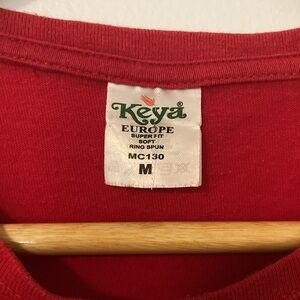 Keya®
EUROPE
SUPER FIT
SOFT
RING SPUN
MC130
M